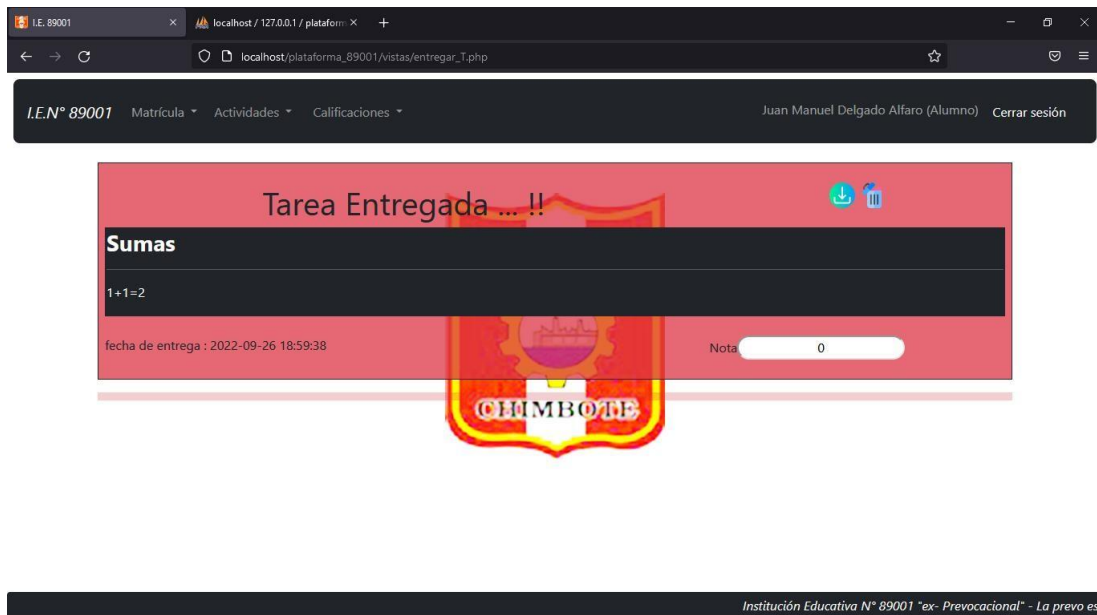 I.E. 89001
localhost / 127.0.0.1 / plataform
localhost/plataforma_89001/vistas/entregar_T.php
I.E.N° 89001 Matrícula Actividades Calificaciones Juan Manuel Delgado Alfaro (Alumno) Cerrar sesión
Tarea Entregada ... !!
Sumas
1+1=2
fecha de entrega : 2022-09-26 18:59:38 Nota 0
CHIMBOTE
Institución Educativa N° 89001 "ex- Prevocacional" - La prevo es